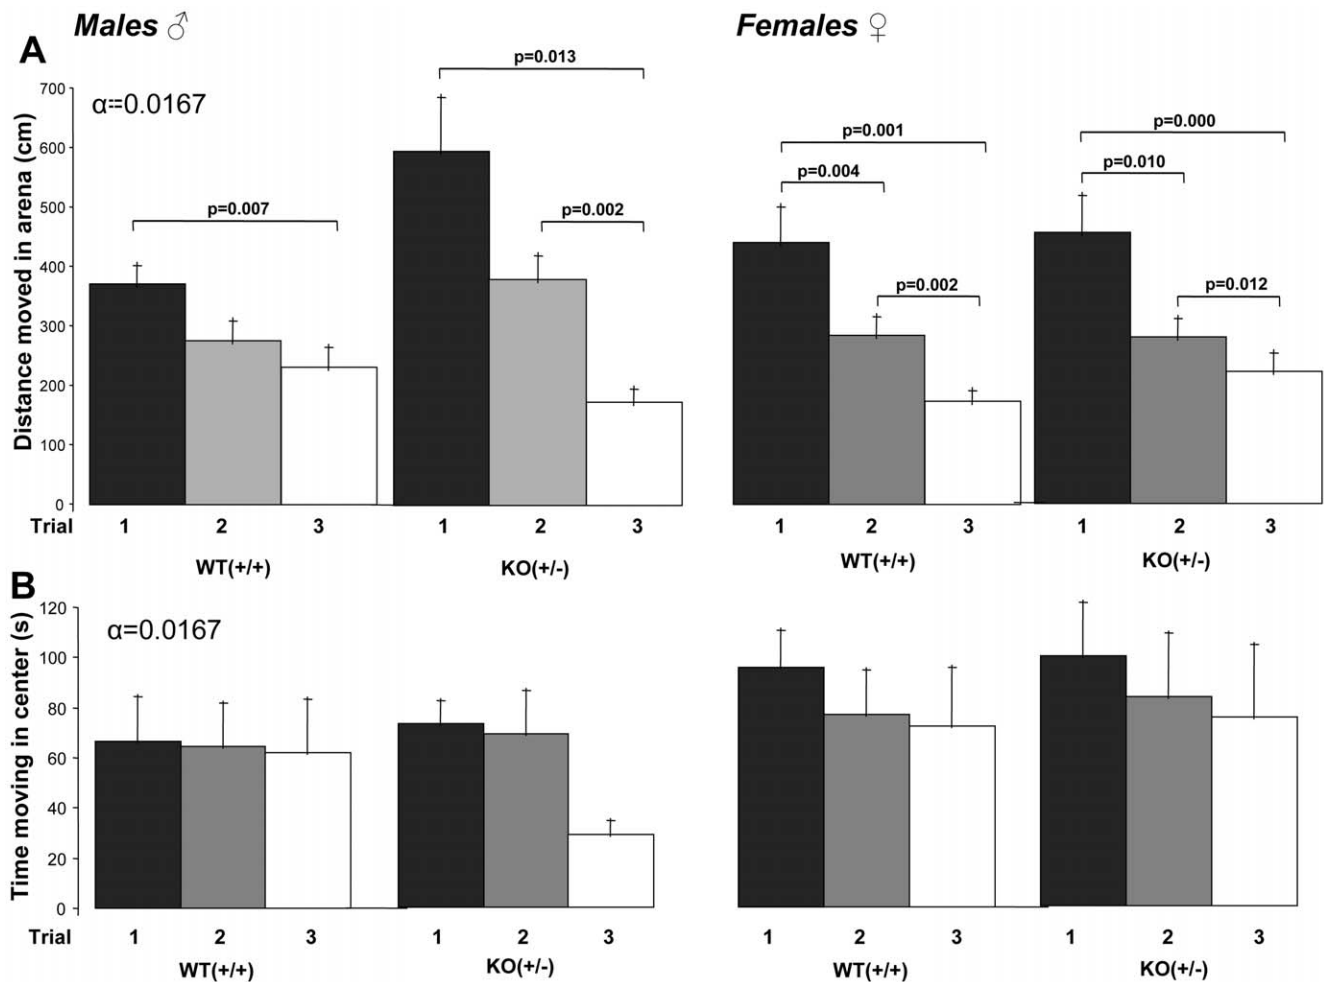 Males ♂
Females ♀
A
p=0.013
700
α=0.0167
600
p=0.001
p=0.000
p=0.004
p=0.010
Distance moved in arena (cm)
500
p=0.007
p=0.002
400
300
p=0.002
p=0.012
200
100
0
Trial 1 2 3 1 2 3 1 2 3 1 2 3
WT(+/+) KO(+/-) WT(+/+) KO(+/-)
B
120
α=0.0167
Time moving in center (s)
100
80
60
40
20
0
Trial 1 2 3 1 2 3 1 2 3 1 2 3
WT(+/+) KO(+/-) WT(+/+) KO(+/-)